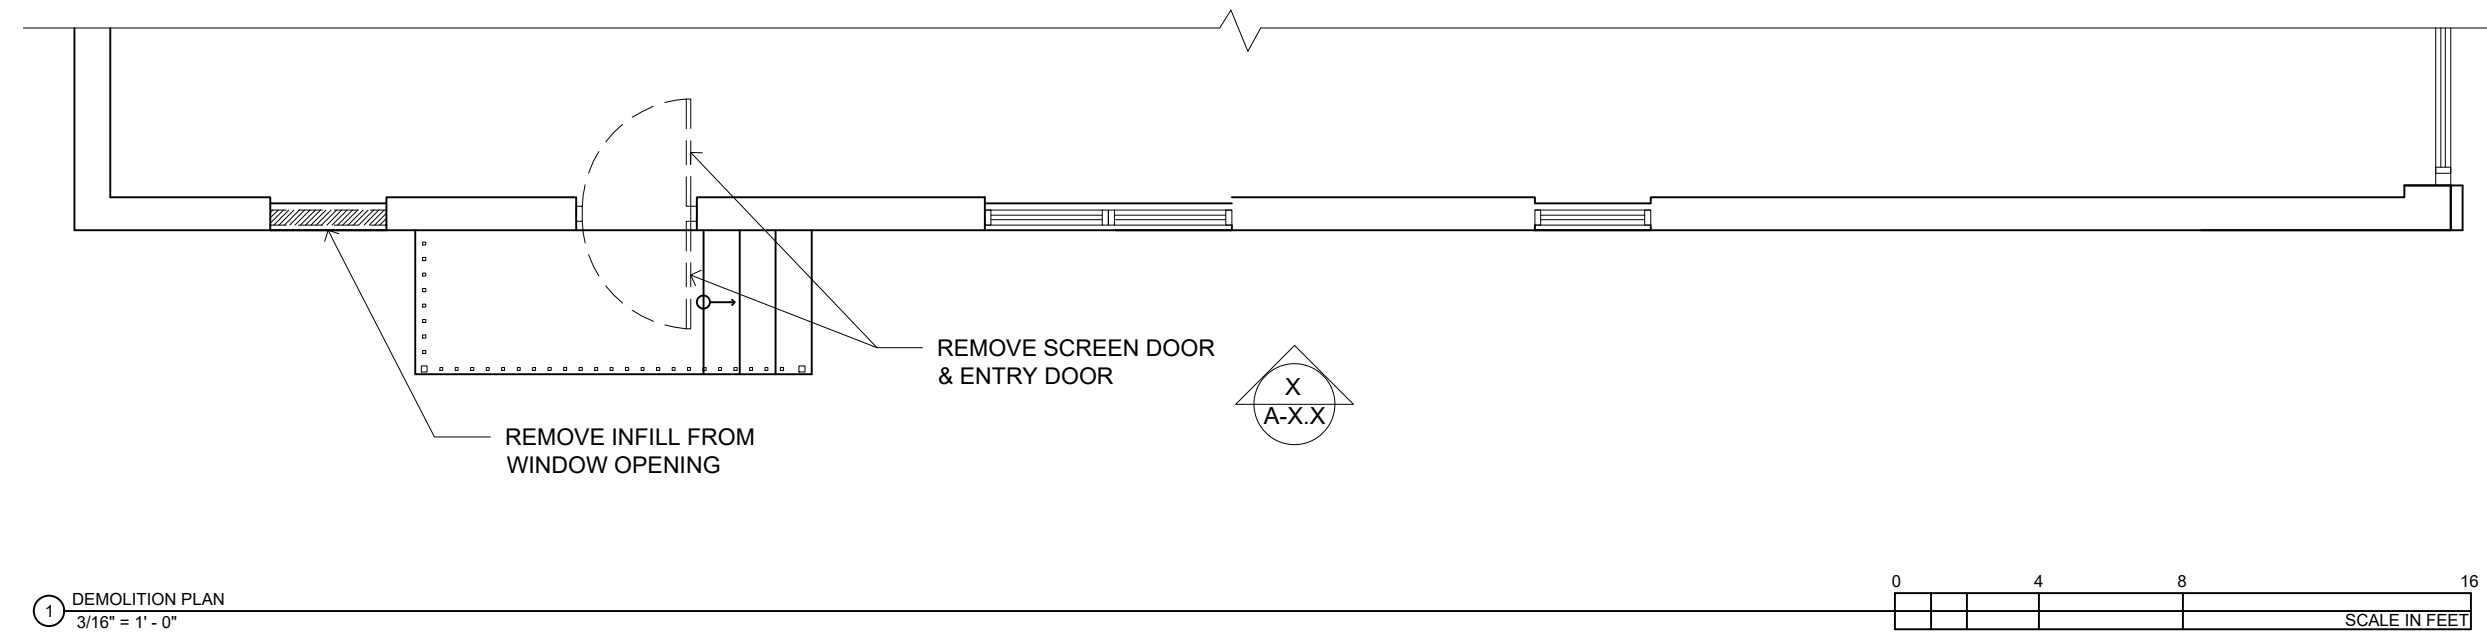 REMOVE SCREEN DOOR
& ENTRY DOOR
X
A-X.X
REMOVE INFILL FROM
WINDOW OPENING
0 4 8 16
1 DEMOLITION PLAN
3/16" = 1' - 0"
SCALE IN FEET